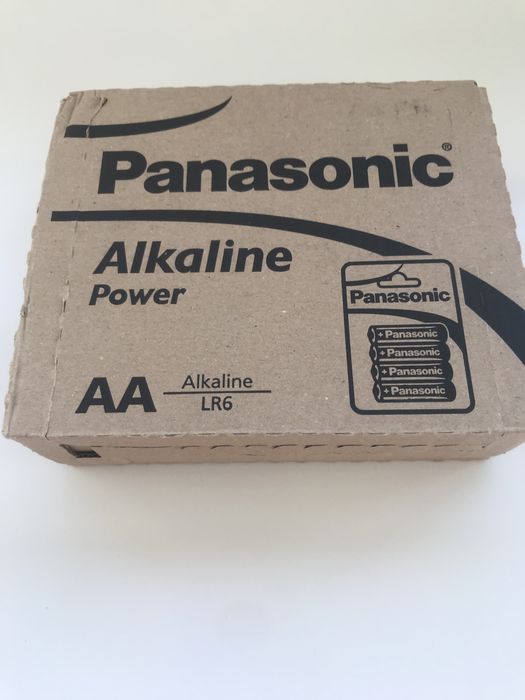 Panasonic®
Alkaline
Power
AA Alkaline
LR6
Panasonic
+ Panasonic
+ Panasonic
+ Panasonic
+ Panasonic